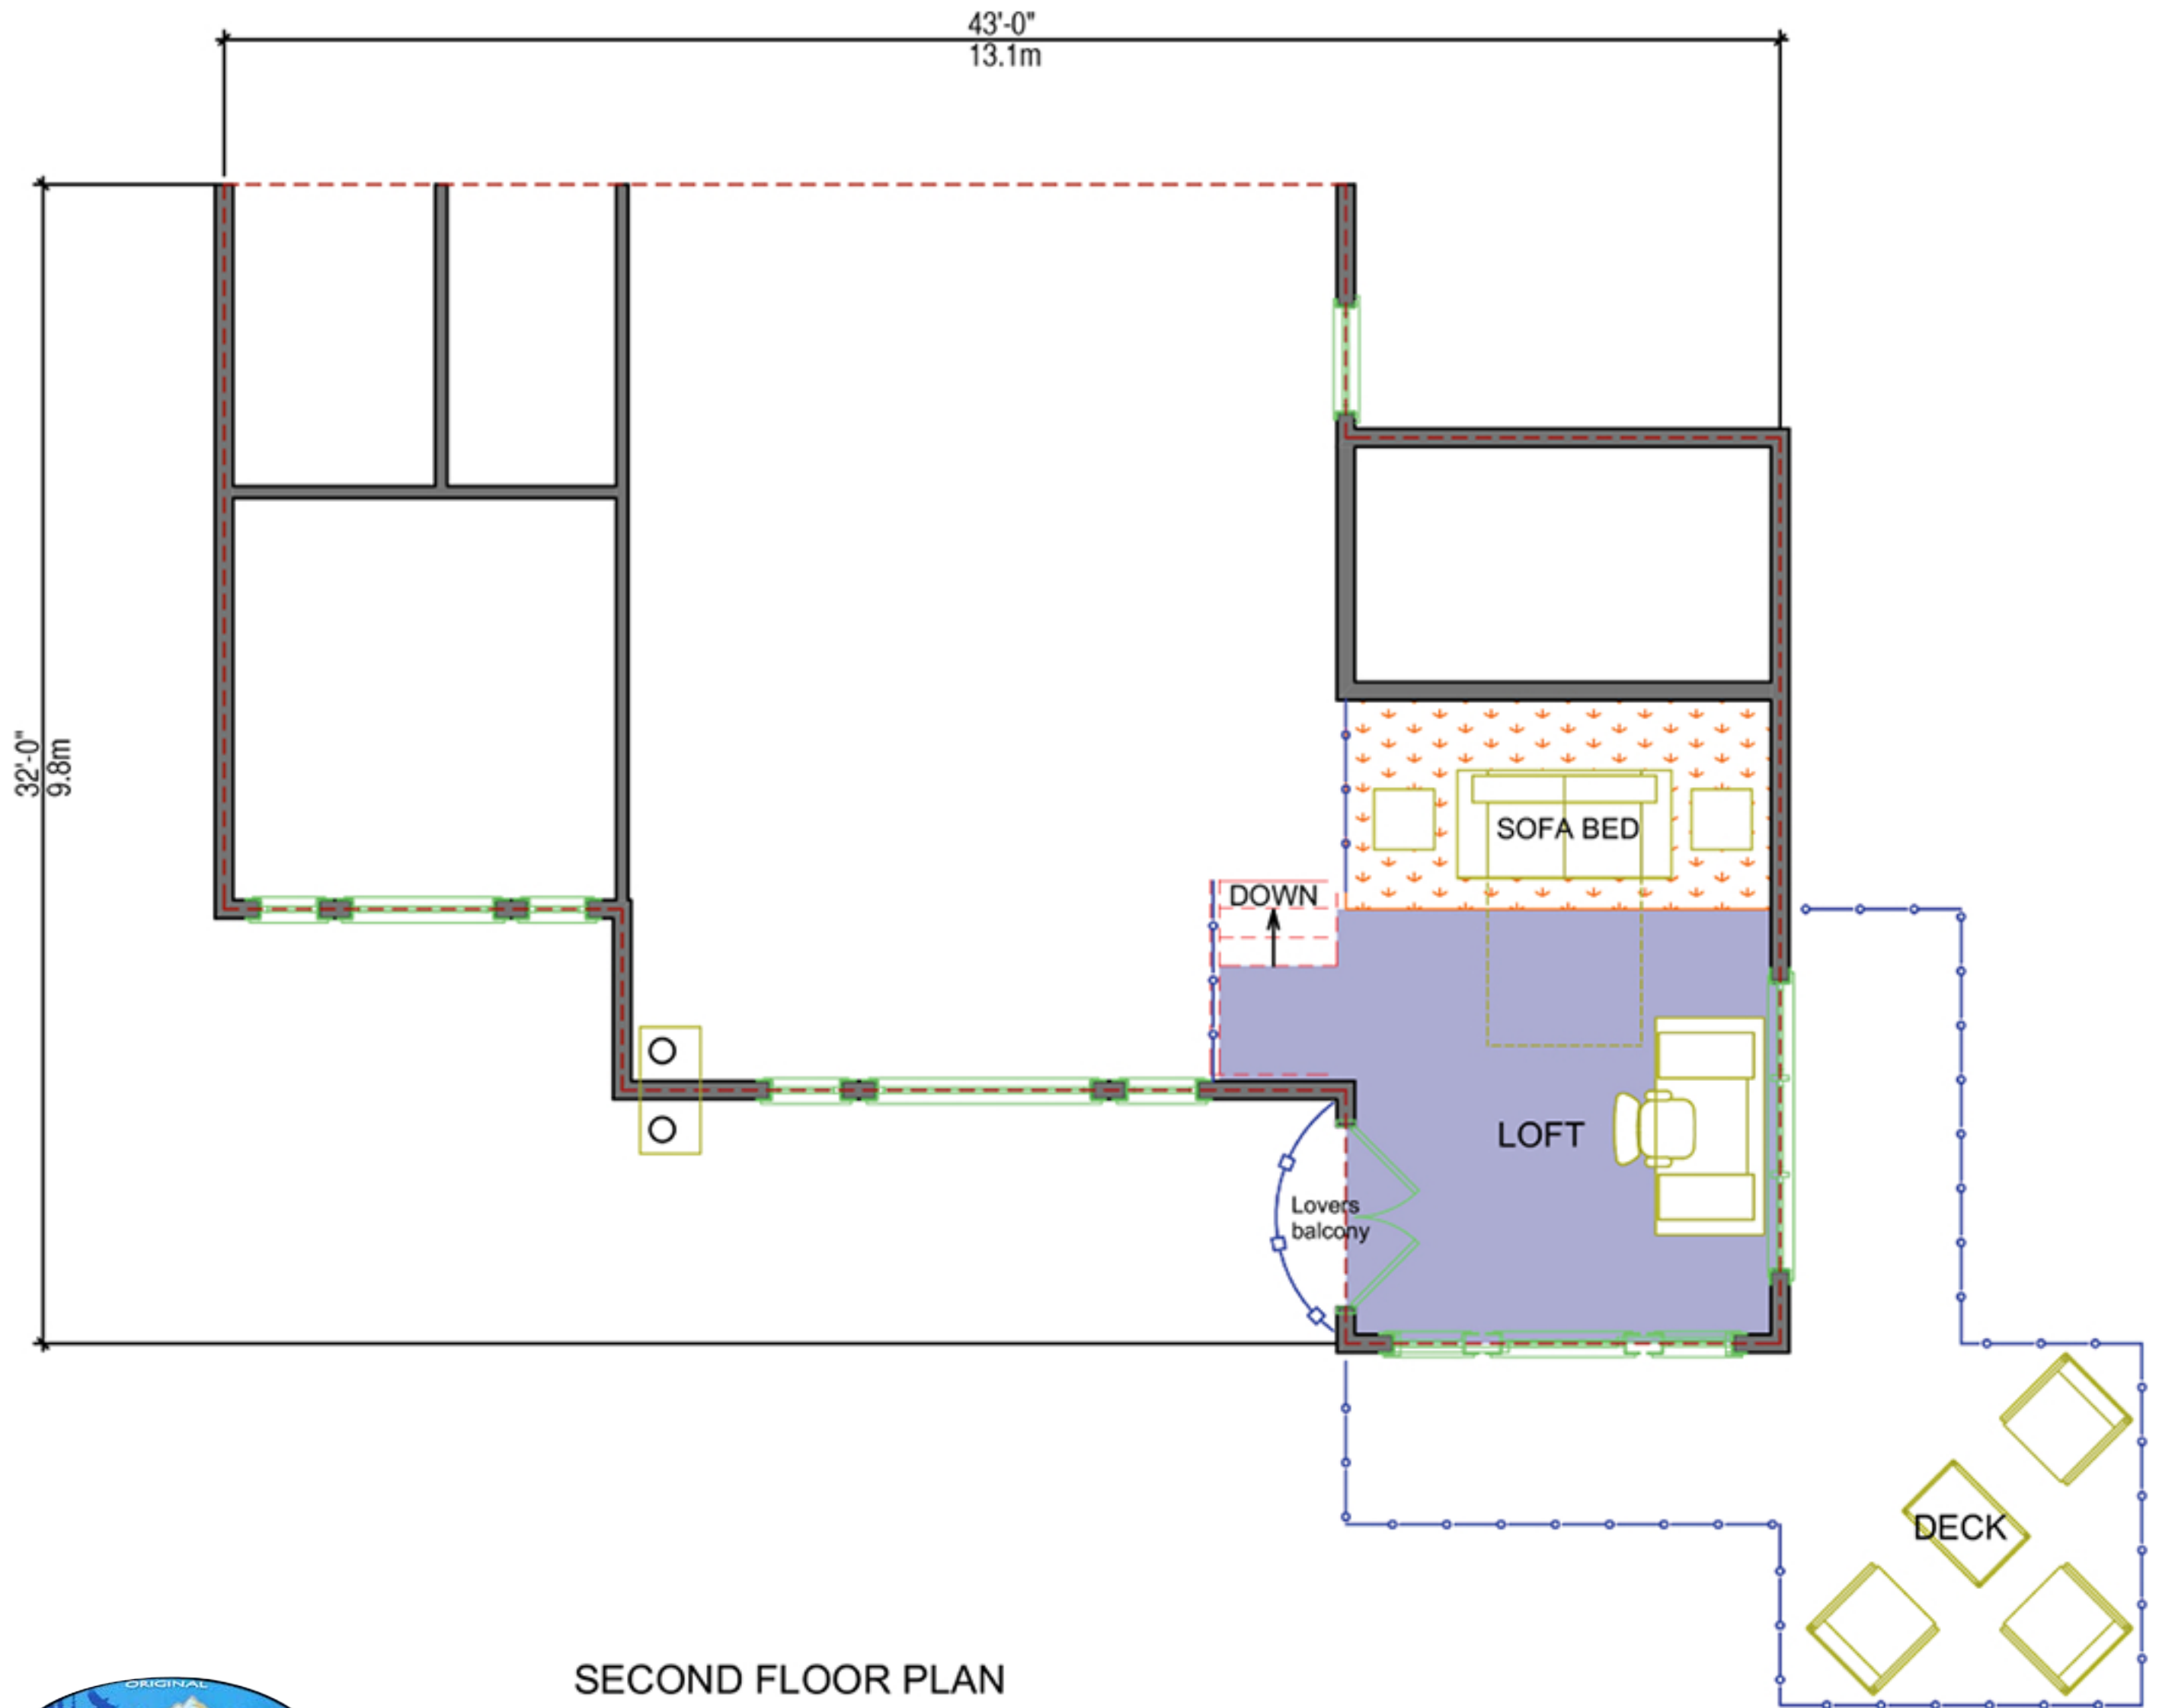 43'-0"
13.1m
32'-0"
9.8m
SOFA BED
DOWN
LOFT
Lovers
balcony
DECK
SECOND FLOOR PLAN
ORIGINAL